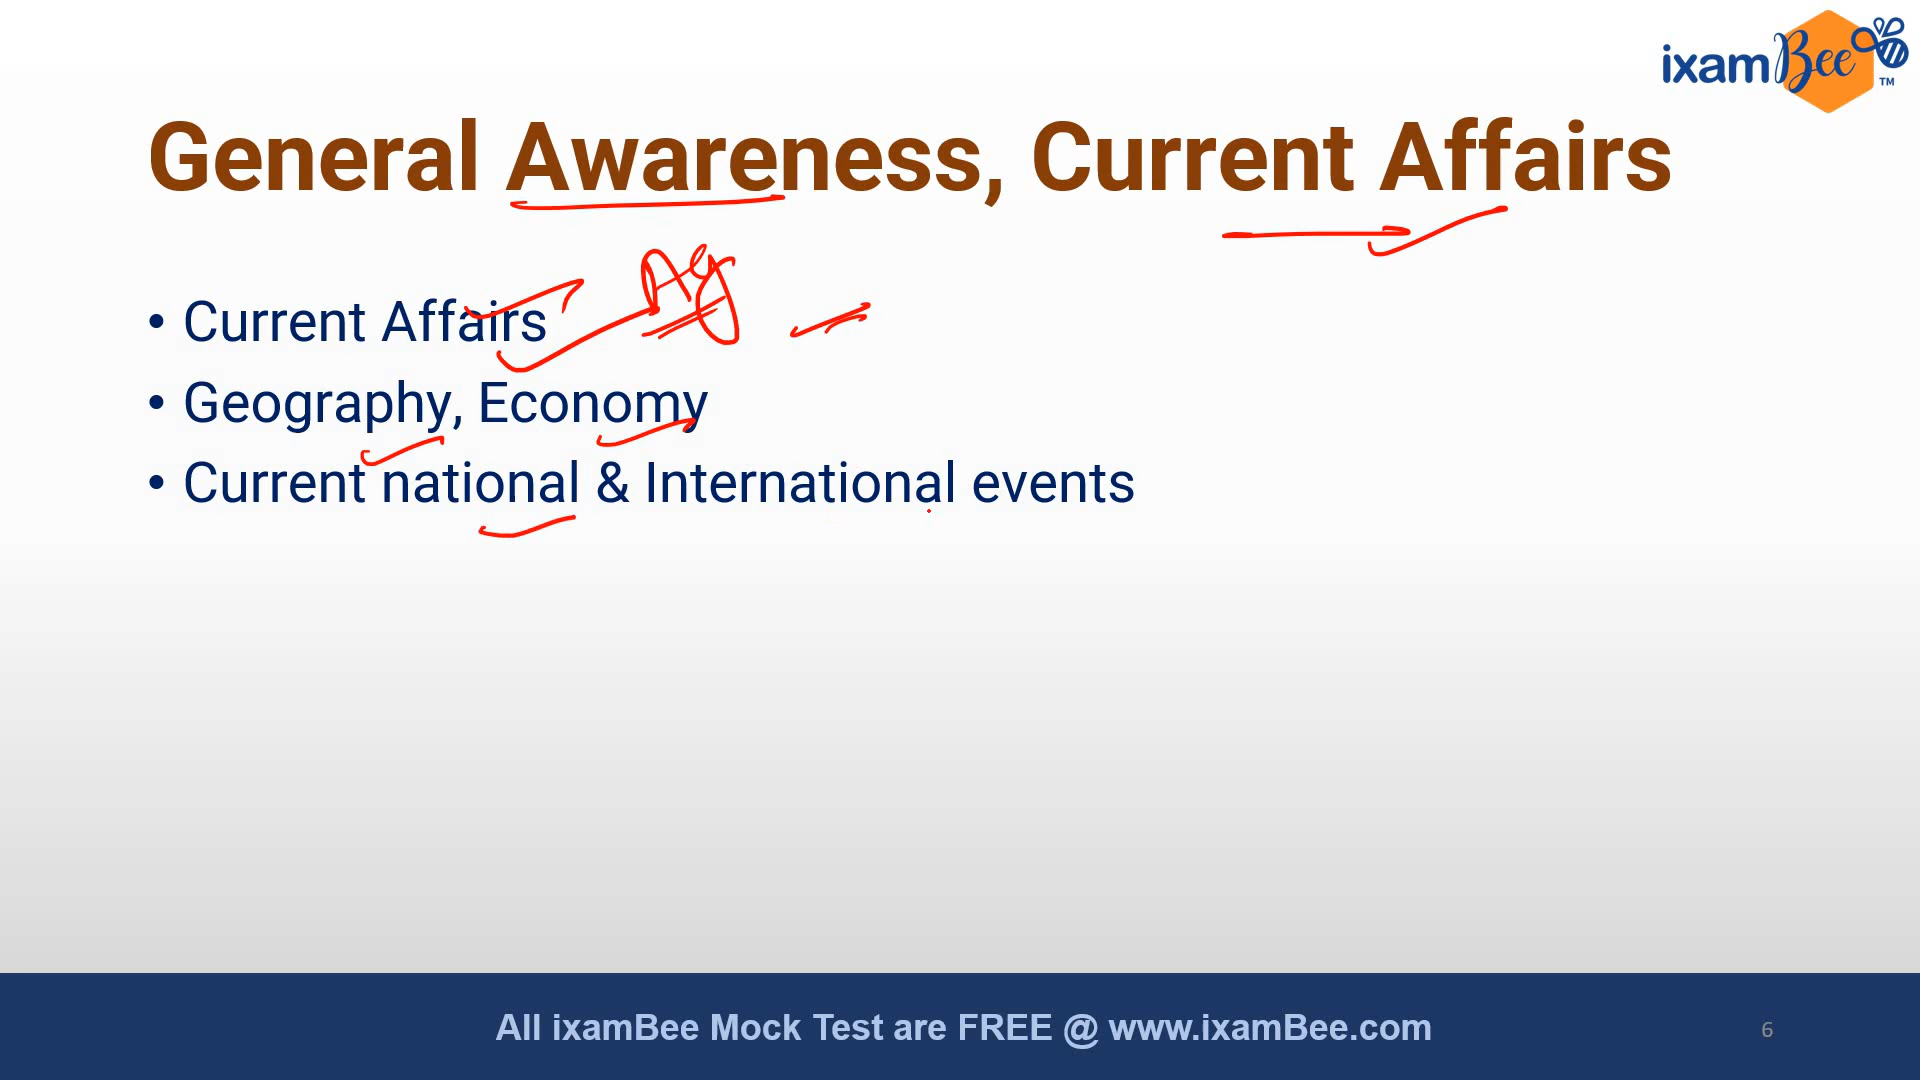 ixamBee
TM
General Awareness, Current Affairs
Ag
• Current Affairs
• Geography, Economy
• Current national & International events
All ixamBee Mock Test are FREE @ www.ixamBee.com
6